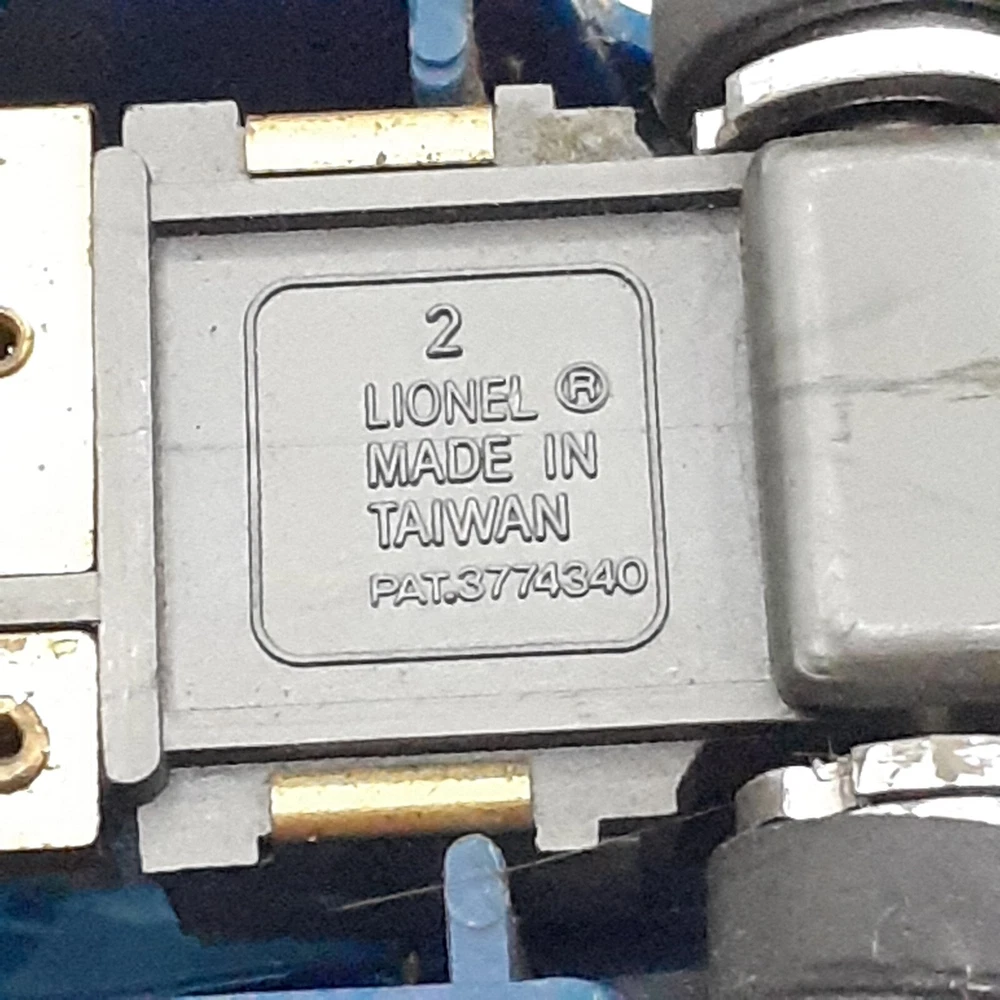 2
LIONEL ®
MADE IN
TAIWAN
PAT.3774340